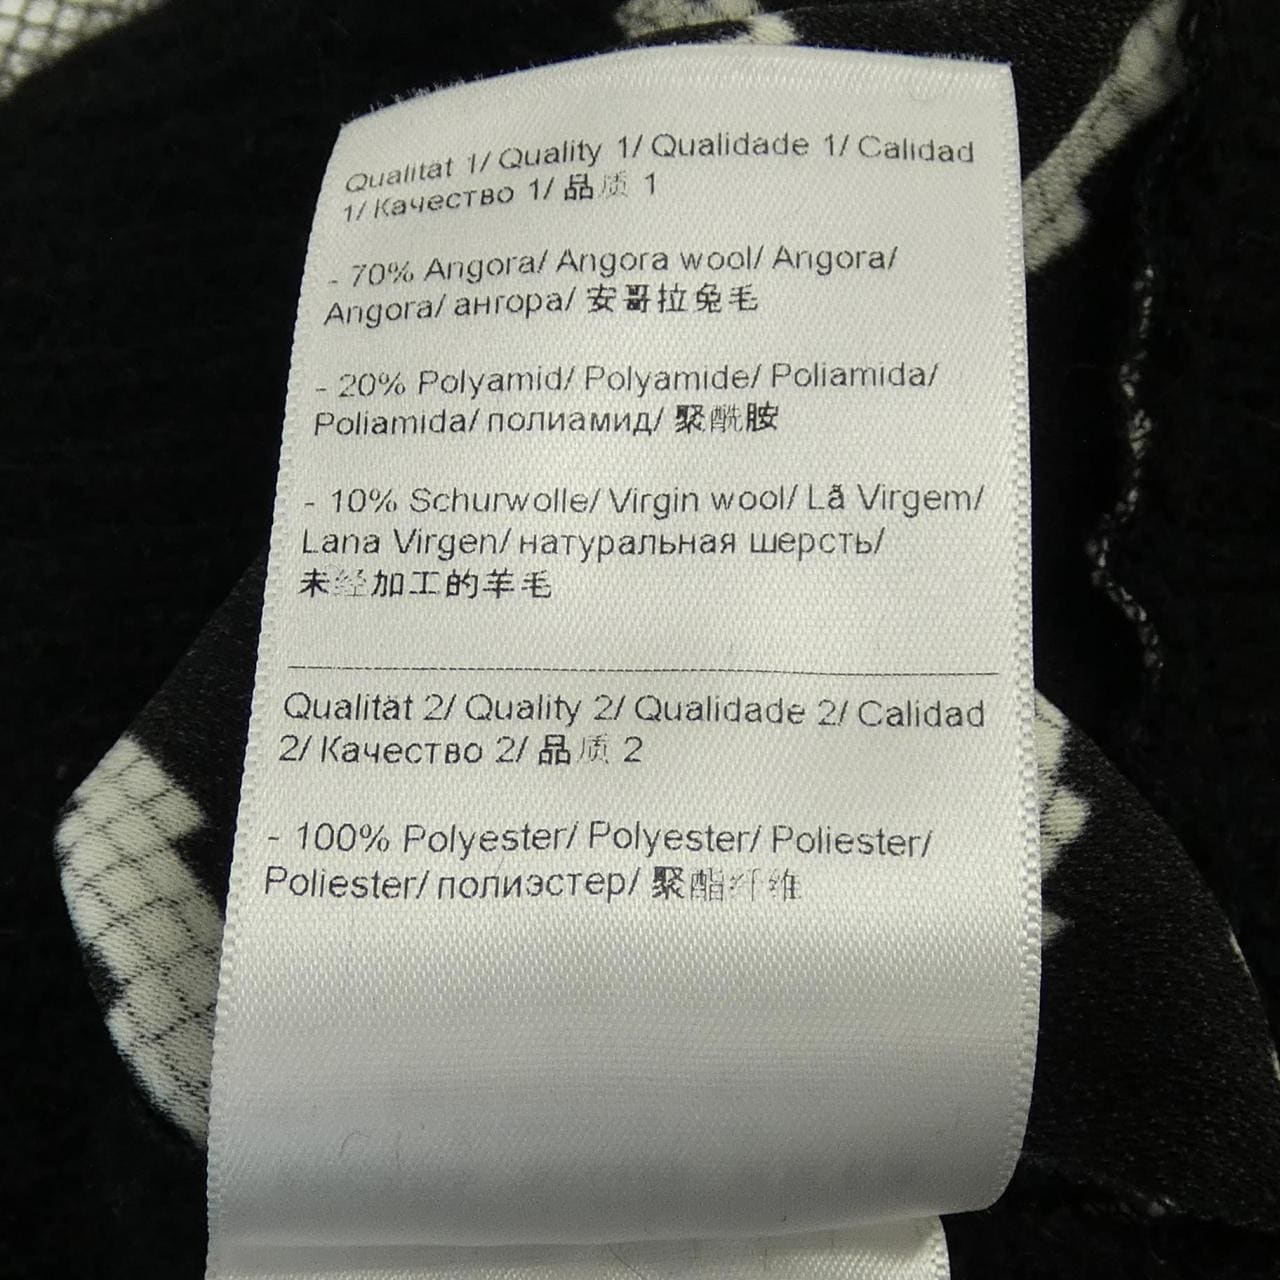 Qualität 1/ Quality 1/ Qualidade 1/ Calidad
1/ Качество 1/ 品质 1
- 70% Angora/ Angora wool/ Angora/
Angora/ ангора/ 安哥拉兔毛
- 20% Polyamid/ Polyamide/ Poliamida/
Poliamida/ полиамид/ 聚酰胺
- 10% Schurwolle/ Virgin wool/ Lã Virgem/
Lana Virgen/ натуральная шерсть/
未经加工的羊毛
Qualität 2/ Quality 2/ Qualidade 2/ Calidad
2/ Качество 2/ 品质 2
- 100% Polyester/ Polyester/ Poliester/
Poliester/ полиэстер/ 聚酯纤维